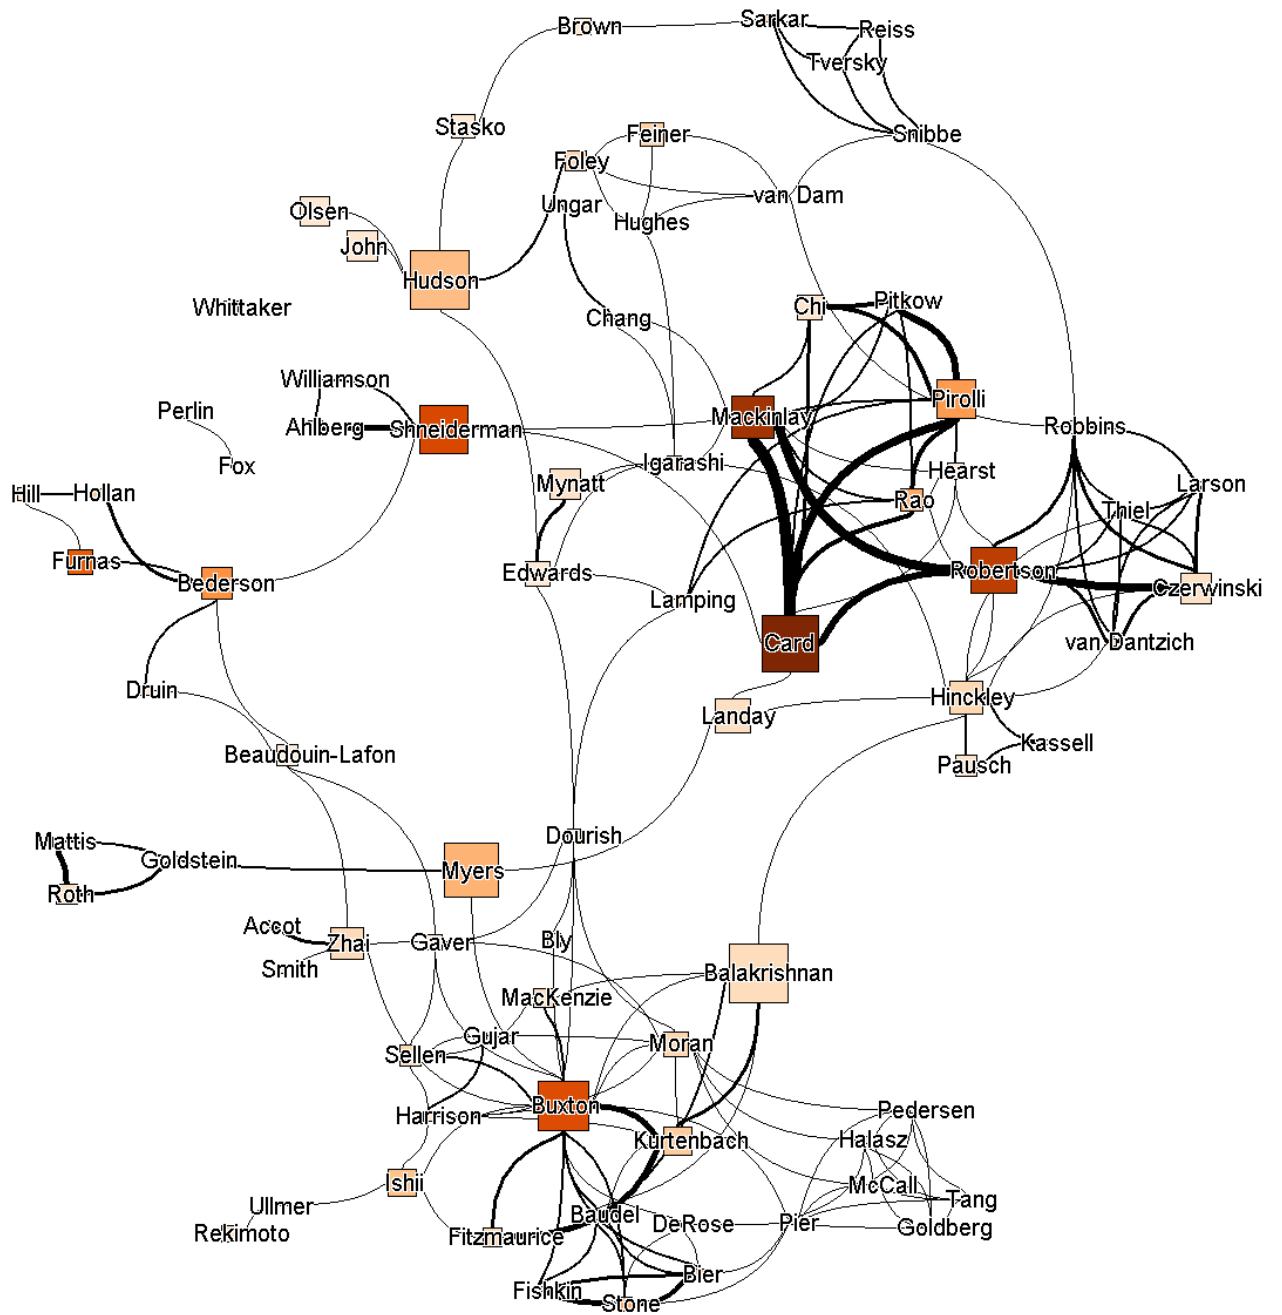 Brown
Sarkar
Reiss
Tversky
Stasko
Feiner
Snibbe
Foley
van Dam
Olsen
Ungar
Hughes
John
Hudson
Whittaker
Chang
Chi
Pitkow
Williamson
Perlin
Ahlberg
Shneiderman
Mackinlay
Pirolli
Robbins
Fox
Igarashi
Hearst
Mynatt
Larson
Hill
Hollan
Rao
Thiel
Furnas
Bederson
Edwards
Robertson
Czerwinski
Lamping
Card
van Dantzich
Druin
Hinckley
Landay
Kassell
Beaudouin-Lafon
Pausch
Dourish
Mattis
Goldstein
Myers
Roth
Accot
Zhai
Gaver
Bly
Smith
Balakrishnan
MacKenzie
Gujar
Moran
Sellen
Buxton
Harrison
Pedersen
Kurtenbach
Halasz
Ishii
McCall
Ullmer
Tang
Baudel
DeRose
Pier
Goldberg
Rekimoto
Fitzmaurice
Bier
Fishkin
Stone